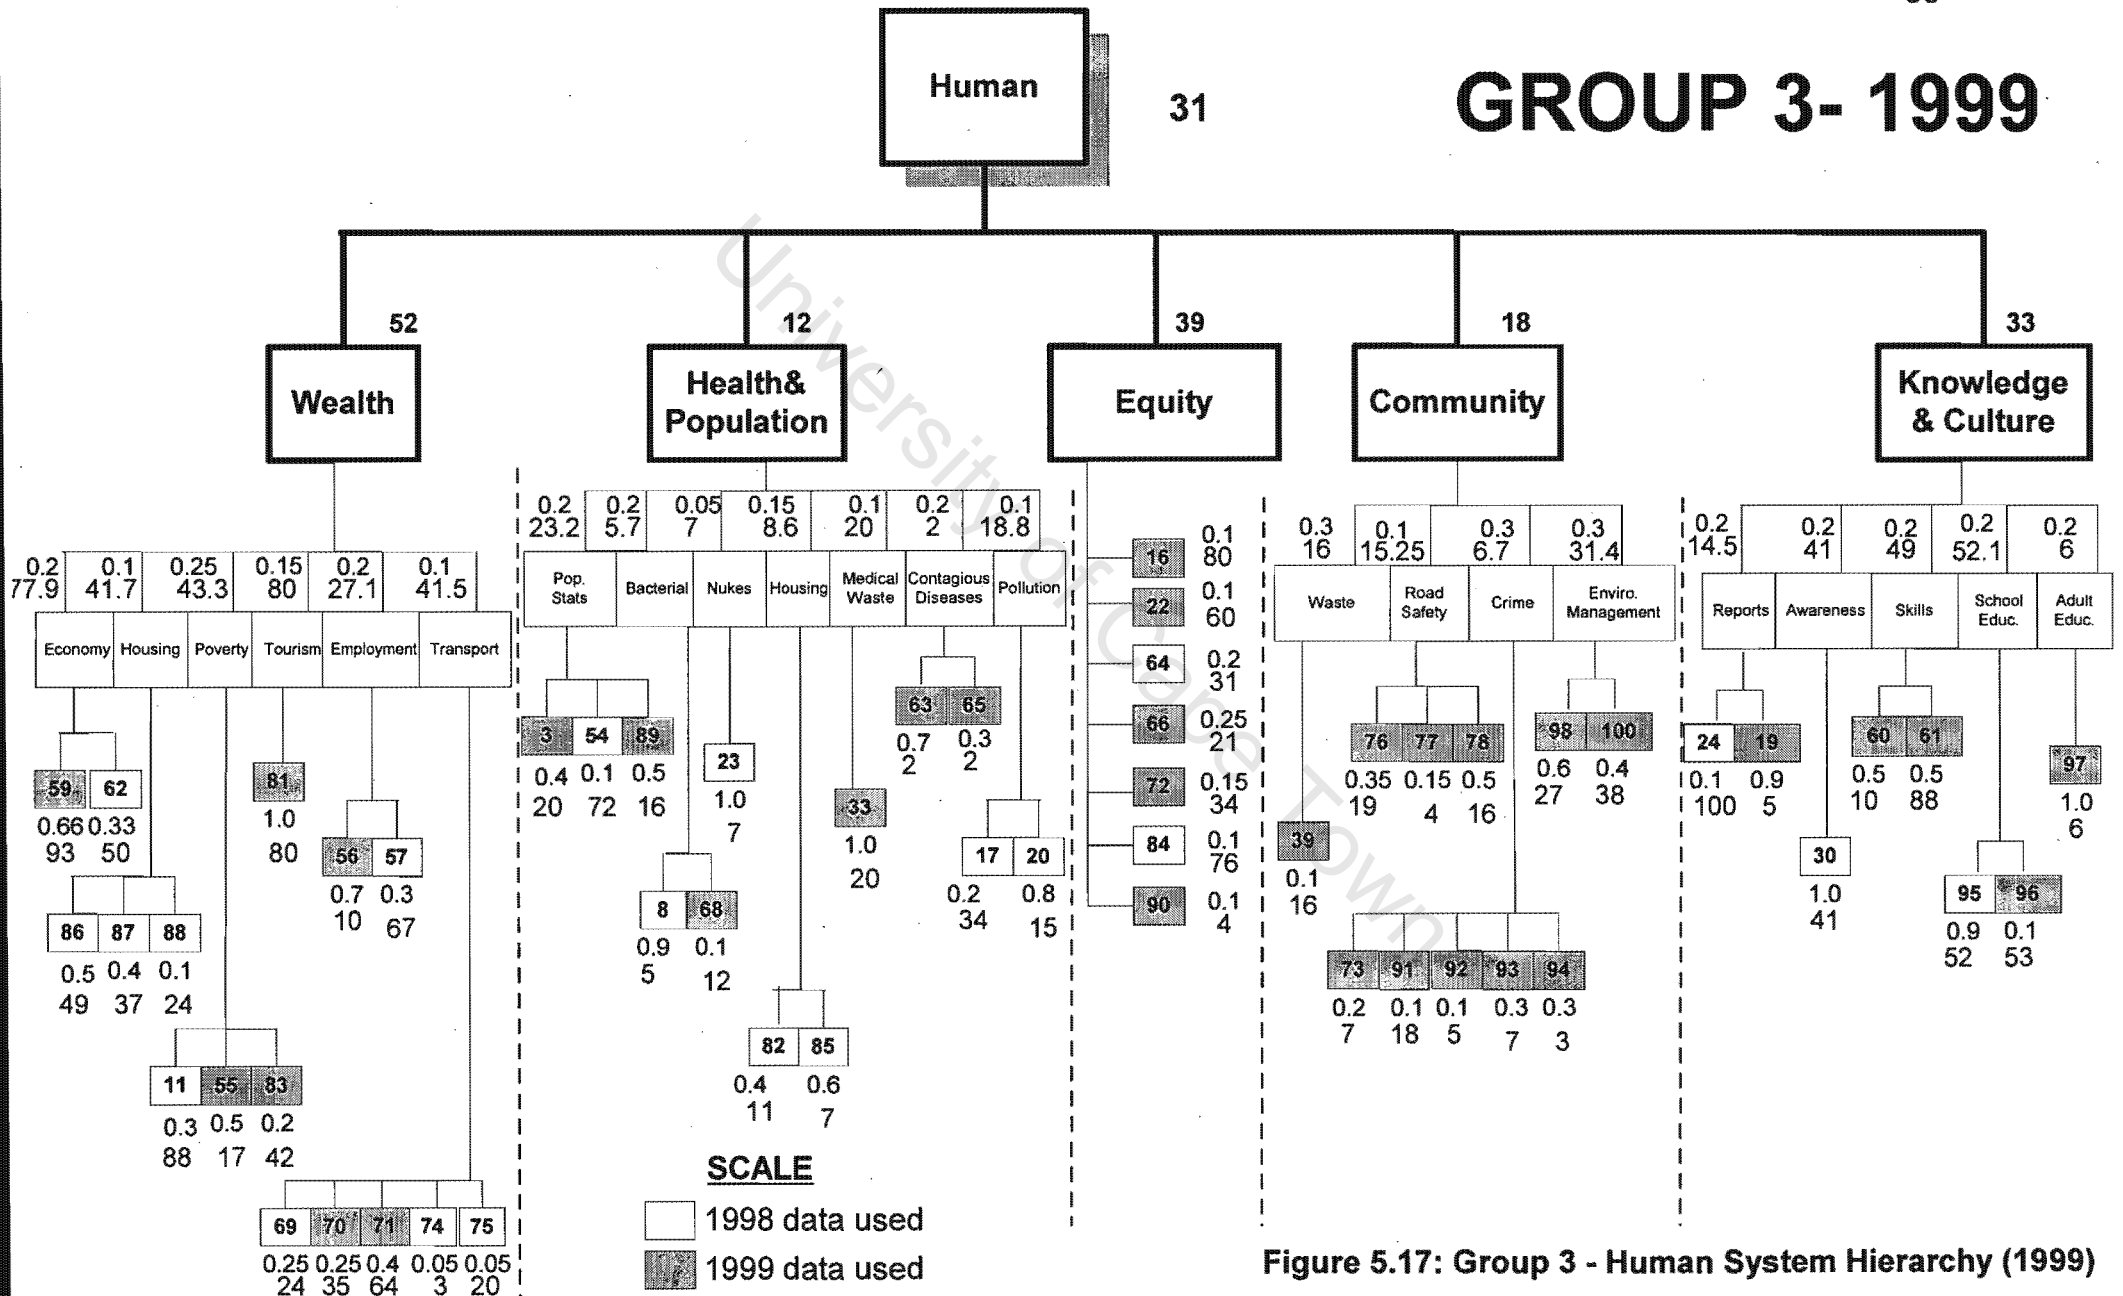 Human
31
GROUP 3- 1999
52
12
39
18
33
Wealth
Health&
Population
Equity
Community
Knowledge
& Culture
0.2 0.1 0.25 0.15 0.2 0.1
77.9 41.7 43.3 80 27.1 41.5
Economy Housing Poverty Tourism Employment Transport
59 62
0.66 0.33
93 50
86 87 88
0.5 0.4 0.1
49 37 24
11 55 83
0.3 0.5 0.2
88 17 42
81
1.0
80
56 57
0.7 0.3
10 67
69 70 71 74 75
0.25 0.25 0.4 0.05 0.05
24 35 64 3 20
0.2 0.2 0.05 0.15 0.1 0.2 0.1
23.2 5.7 7 8.6 20 2 18.8
Pop.
Stats
Bacterial
Nukes
Housing
Medical
Waste
Contagious
Diseases
Pollution
3 54 89
0.4 0.1 0.5
20 72 16
8 68
0.9 0.1
5 12
23
1.0
7
82 85
0.4 0.6
11 7
33
1.0
20
63 65
0.7 0.3
2 2
17 20
0.2 0.8
34 15
16 0.1
80
22 0.1
60
64 0.2
31
66 0.25
21
72 0.15
34
84 0.1
76
90 0.1
4
0.3 0.1 0.3 0.3
16 15.25 6.7 31.4
Waste
Road
Safety
Crime
Enviro.
Management
39
0.1
16
76 77 78
0.35 0.15 0.5
19 4 16
73 91 92 93 94
0.2 0.1 0.1 0.3 0.3
7 18 5 7 3
98 100
0.6 0.4
27 38
0.2 0.2 0.2 0.2 0.2
14.5 41 49 52.1 6
Reports
Awareness
Skills
School
Educ.
Adult
Educ.
24 19
0.1 0.9
100 5
30
1.0
41
60 61
0.5 0.5
10 88
95 96
0.9 0.1
52 53
97
1.0
6
SCALE
1998 data used
1999 data used
Figure 5.17: Group 3 - Human System Hierarchy (1999)
University of Cape Town